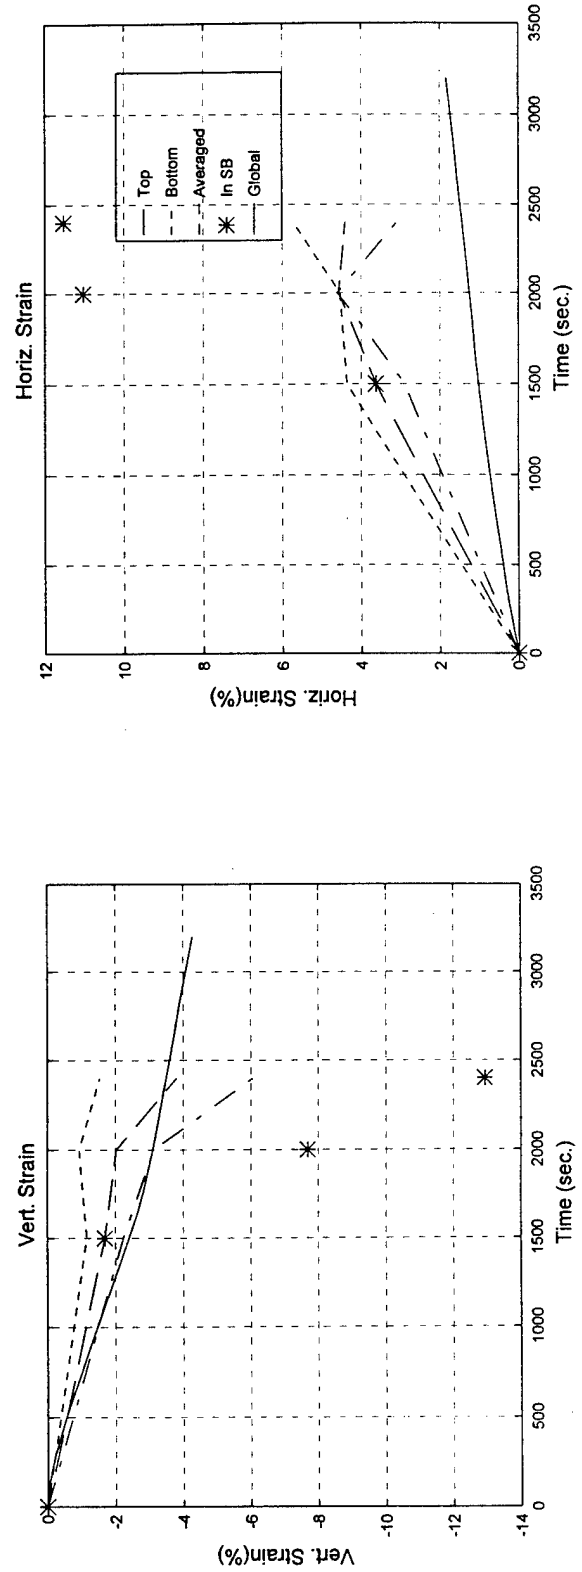 Vert. Strain
0
-2
-4
-6
-8
-10
-12
-14
Vert. Strain(%)
0
500
1000
1500
2000
2500
3000
3500
Time (sec.)
Horiz. Strain
12
10
8
6
4
2
0
Horiz. Strain(%)
0
500
1000
1500
2000
2500
3000
3500
Time (sec.)
Top
Bottom
Averaged
In SB
Global